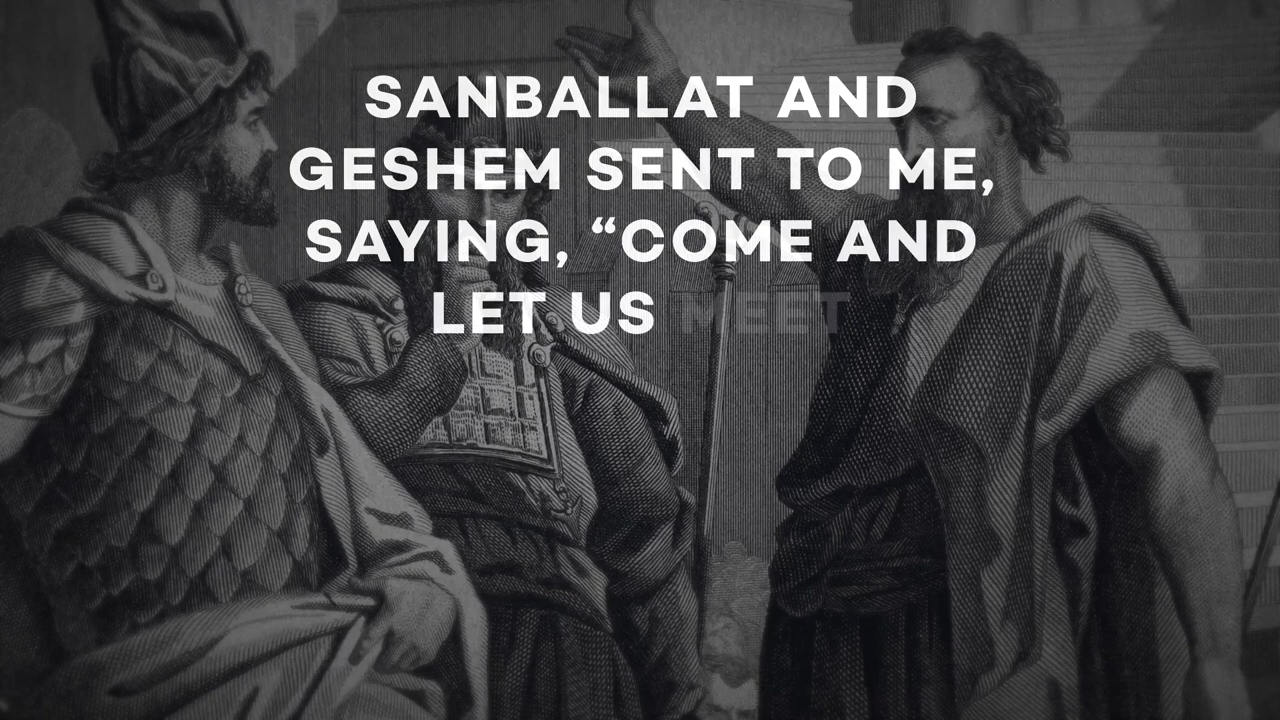 SANBALLAT AND
GESHEM SENT TO ME,
SAYING, “COME AND
LET US MEET